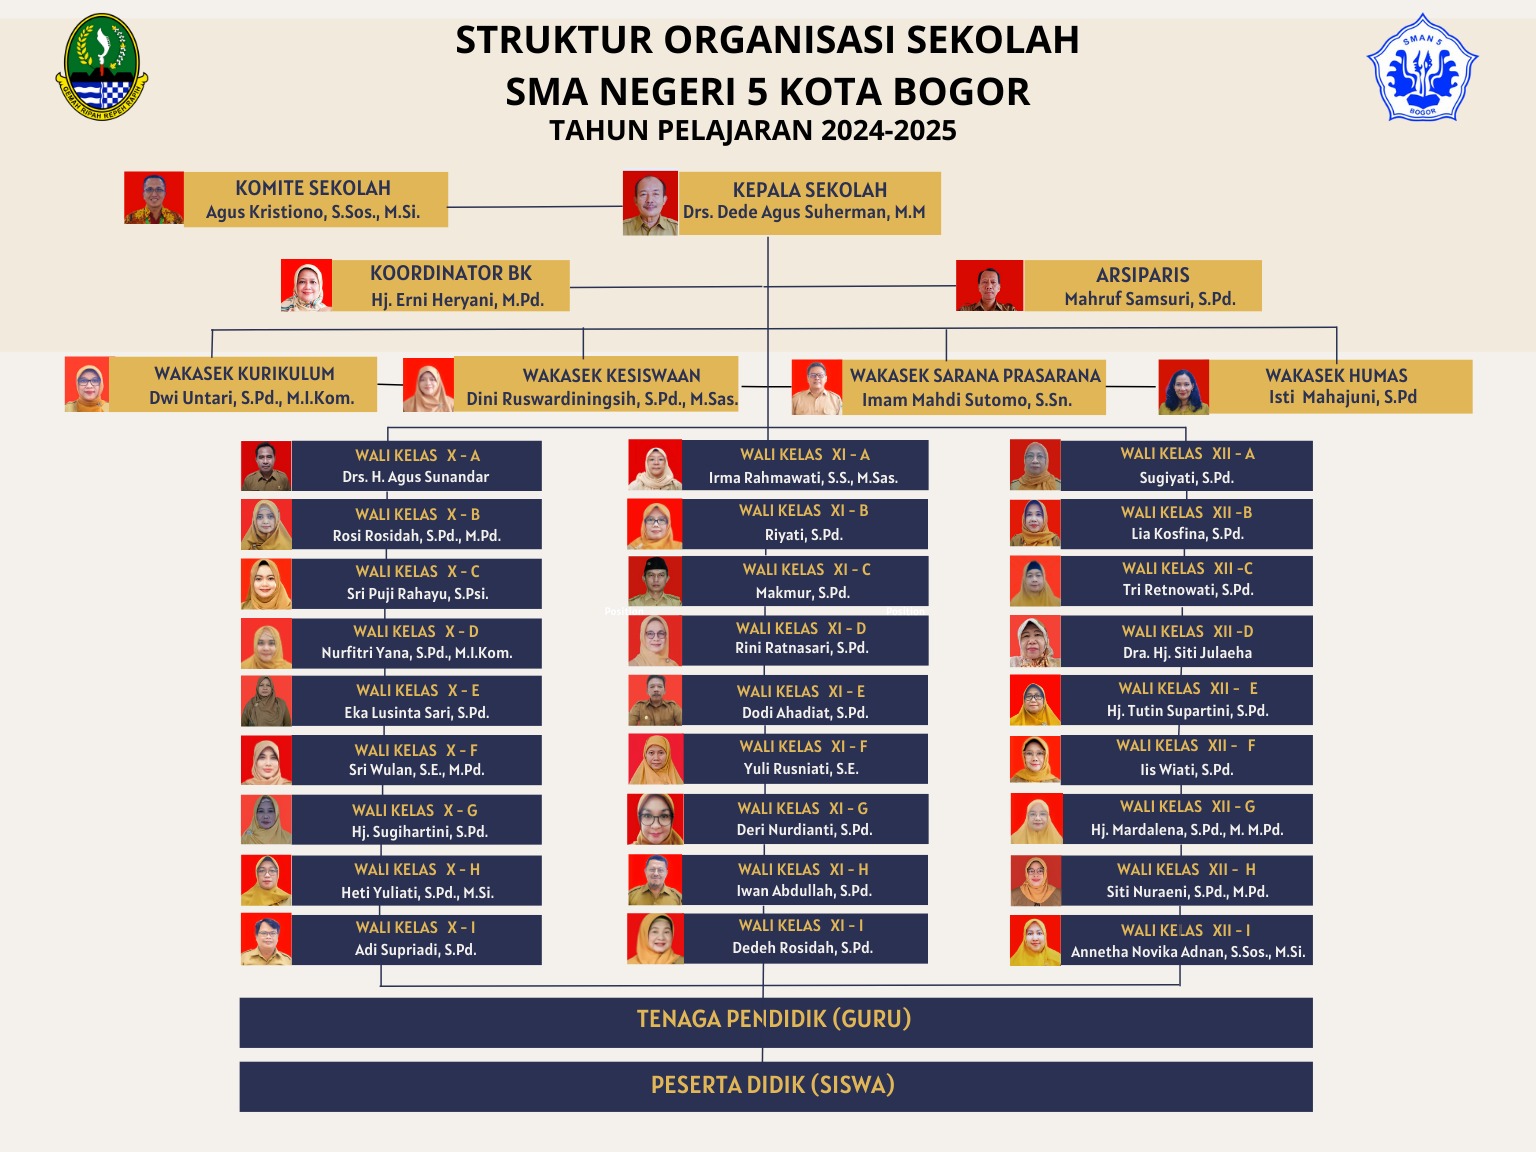 STRUKTUR ORGANISASI SEKOLAH
SMA NEGERI 5 KOTA BOGOR
TAHUN PELAJARAN 2024-2025
GEMAH RIPAH REPEH RAPIH
SMAN 5
BOGOR
KOMITE SEKOLAH
Agus Kristiono, S.Sos., M.Si.
KEPALA SEKOLAH
Drs. Dede Agus Suherman, M.M
KOORDINATOR BK
Hj. Erni Heryani, M.Pd.
ARSIPARIS
Mahruf Samsuri, S.Pd.
WAKASEK KURIKULUM
Dwi Untari, S.Pd., M.I.Kom.
WAKASEK KESISWAAN
Dini Ruswardiningsih, S.Pd., M.Sas.
WAKASEK SARANA PRASARANA
Imam Mahdi Sutomo, S.Sn.
WAKASEK HUMAS
Isti Mahajuni, S.Pd
WALI KELAS X - A
Drs. H. Agus Sunandar
WALI KELAS X - B
Rosi Rosidah, S.Pd., M.Pd.
WALI KELAS X - C
Sri Puji Rahayu, S.Psi.
WALI KELAS X - D
Nurfitri Yana, S.Pd., M.I.Kom.
WALI KELAS X - E
Eka Lusinta Sari, S.Pd.
WALI KELAS X - F
Sri Wulan, S.E., M.Pd.
WALI KELAS X - G
Hj. Sugihartini, S.Pd.
WALI KELAS X - H
Heti Yuliati, S.Pd., M.Si.
WALI KELAS X - I
Adi Supriadi, S.Pd.
WALI KELAS XI - A
Irma Rahmawati, S.S., M.Sas.
WALI KELAS XI - B
Riyati, S.Pd.
WALI KELAS XI - C
Makmur, S.Pd.
Position
Position
WALI KELAS XI - D
Rini Ratnasari, S.Pd.
WALI KELAS XI - E
Dodi Ahadiat, S.Pd.
WALI KELAS XI - F
Yuli Rusniati, S.E.
WALI KELAS XI - G
Deri Nurdianti, S.Pd.
WALI KELAS XI - H
Iwan Abdullah, S.Pd.
WALI KELAS XI - I
Dedeh Rosidah, S.Pd.
WALI KELAS XII - A
Sugiyati, S.Pd.
WALI KELAS XII -B
Lia Kosfina, S.Pd.
WALI KELAS XII -C
Tri Retnowati, S.Pd.
WALI KELAS XII -D
Dra. Hj. Siti Julaeha
WALI KELAS XII - E
Hj. Tutin Supartini, S.Pd.
WALI KELAS XII - F
Iis Wiati, S.Pd.
WALI KELAS XII - G
Hj. Mardalena, S.Pd., M. M.Pd.
WALI KELAS XII - H
Siti Nuraeni, S.Pd., M.Pd.
WALI KELAS XII - I
Annetha Novika Adnan, S.Sos., M.Si.
TENAGA PENDIDIK (GURU)
PESERTA DIDIK (SISWA)